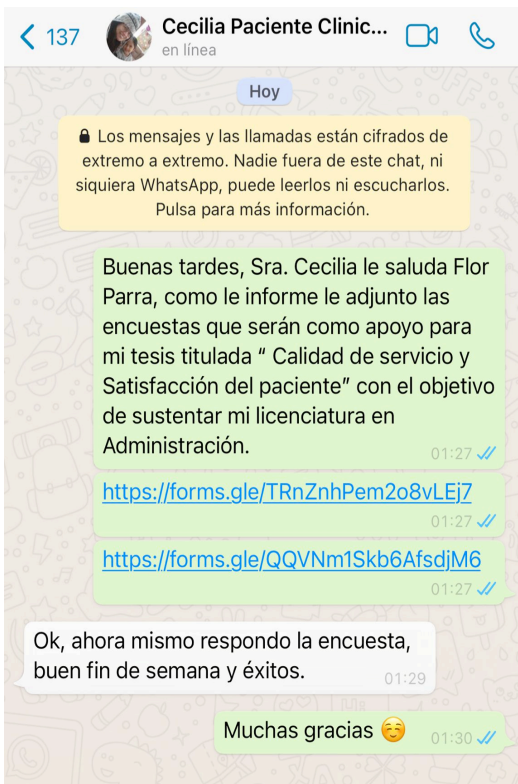 137
Cecilia Paciente Clinic...
en línea
Hoy
Los mensajes y las llamadas están cifrados de
extremo a extremo. Nadie fuera de este chat, ni
siquiera WhatsApp, puede leerlos ni escucharlos.
Pulsa para más información.
Buenas tardes, Sra. Cecilia le saluda Flor
Parra, como le informe le adjunto las
encuestas que serán como apoyo para
mi tesis titulada “ Calidad de servicio y
Satisfacción del paciente” con el objetivo
de sustentar mi licenciatura en
Administración.
01:27
https://forms.gle/TRnZnhPem2o8vLEj7
01:27
https://forms.gle/QQVNm1Skb6AfsdjM6
01:27
Ok, ahora mismo respondo la encuesta,
buen fin de semana y éxitos.
01:29
Muchas gracias ☺️
01:30